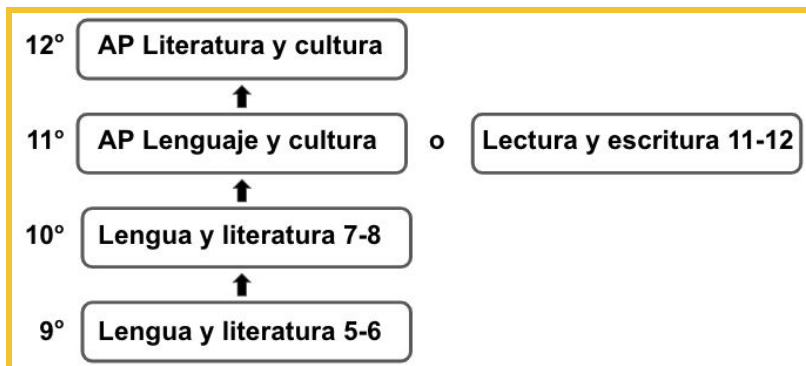 12° AP Literatura y cultura
11° AP Lenguaje y cultura o Lectura y escritura 11-12
10° Lengua y literatura 7-8
9° Lengua y literatura 5-6